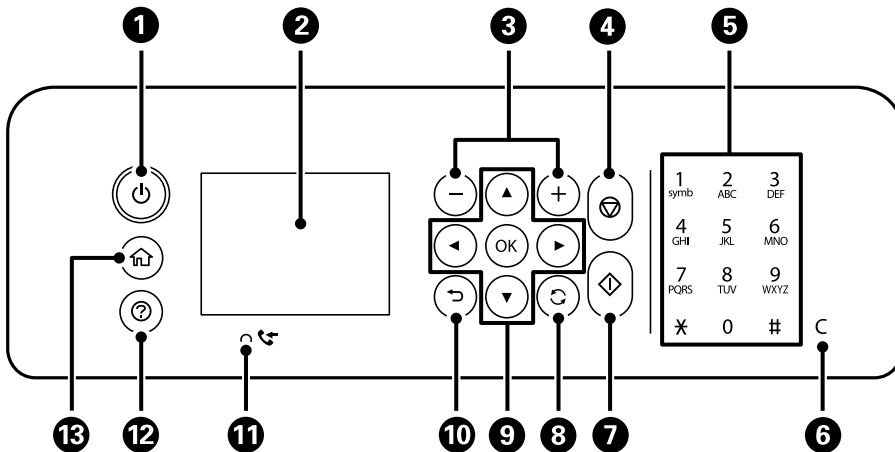 1 2 3 4 5
1 2 3
symb ABC DEF
− +
4 5 6
GHI JKL MNO
OK
7 8 9
PQRS TUV WXYZ
* 0 # C
13 12 11 10 9 8 7 6